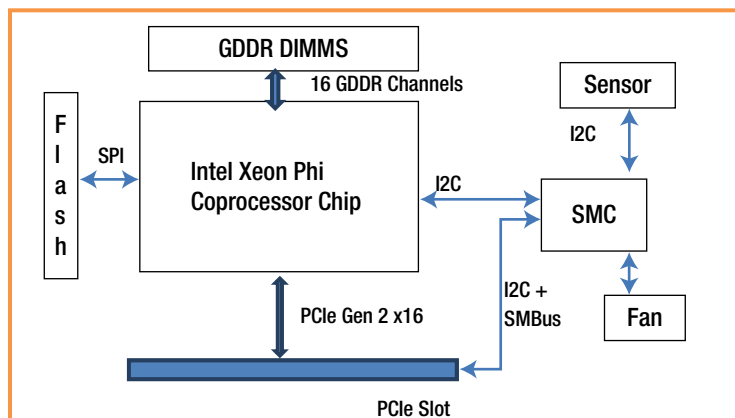 GDDR DIMMS
16 GDDR Channels
Sensor
Flash
SPI
I2C
Intel Xeon Phi
Coprocessor Chip
I2C
SMC
I2C +
SMBus
PCIe Gen 2 x16
Fan
PCIe Slot